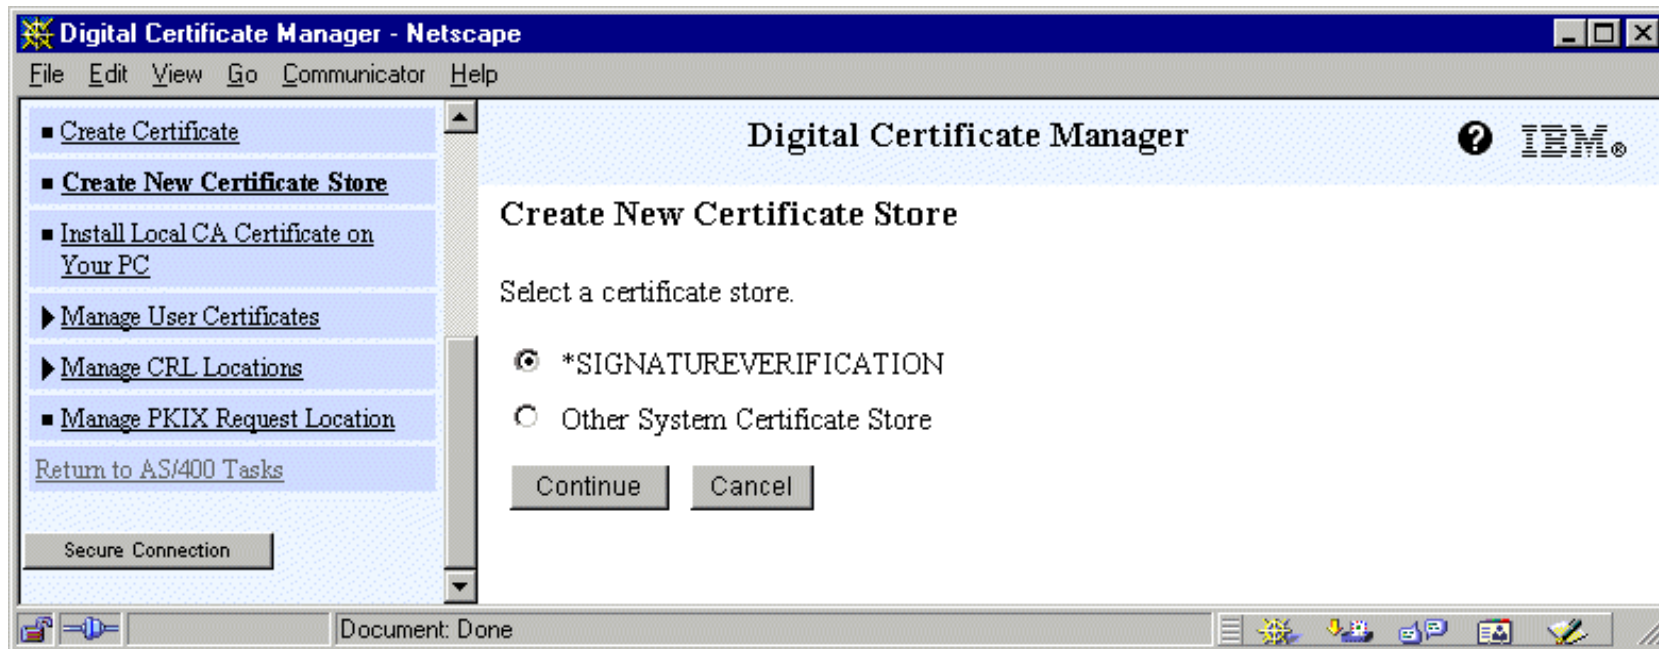 Digital Certificate Manager - Netscape
File Edit View Go Communicator Help
Create Certificate
Create New Certificate Store
Install Local CA Certificate on
Your PC
Manage User Certificates
Manage CRL Locations
Manage PKIX Request Location
Return to AS/400 Tasks
Secure Connection
Digital Certificate Manager
? IBM®
Create New Certificate Store
Select a certificate store.
*SIGNATUREVERIFICATION
Other System Certificate Store
Continue Cancel
Document: Done